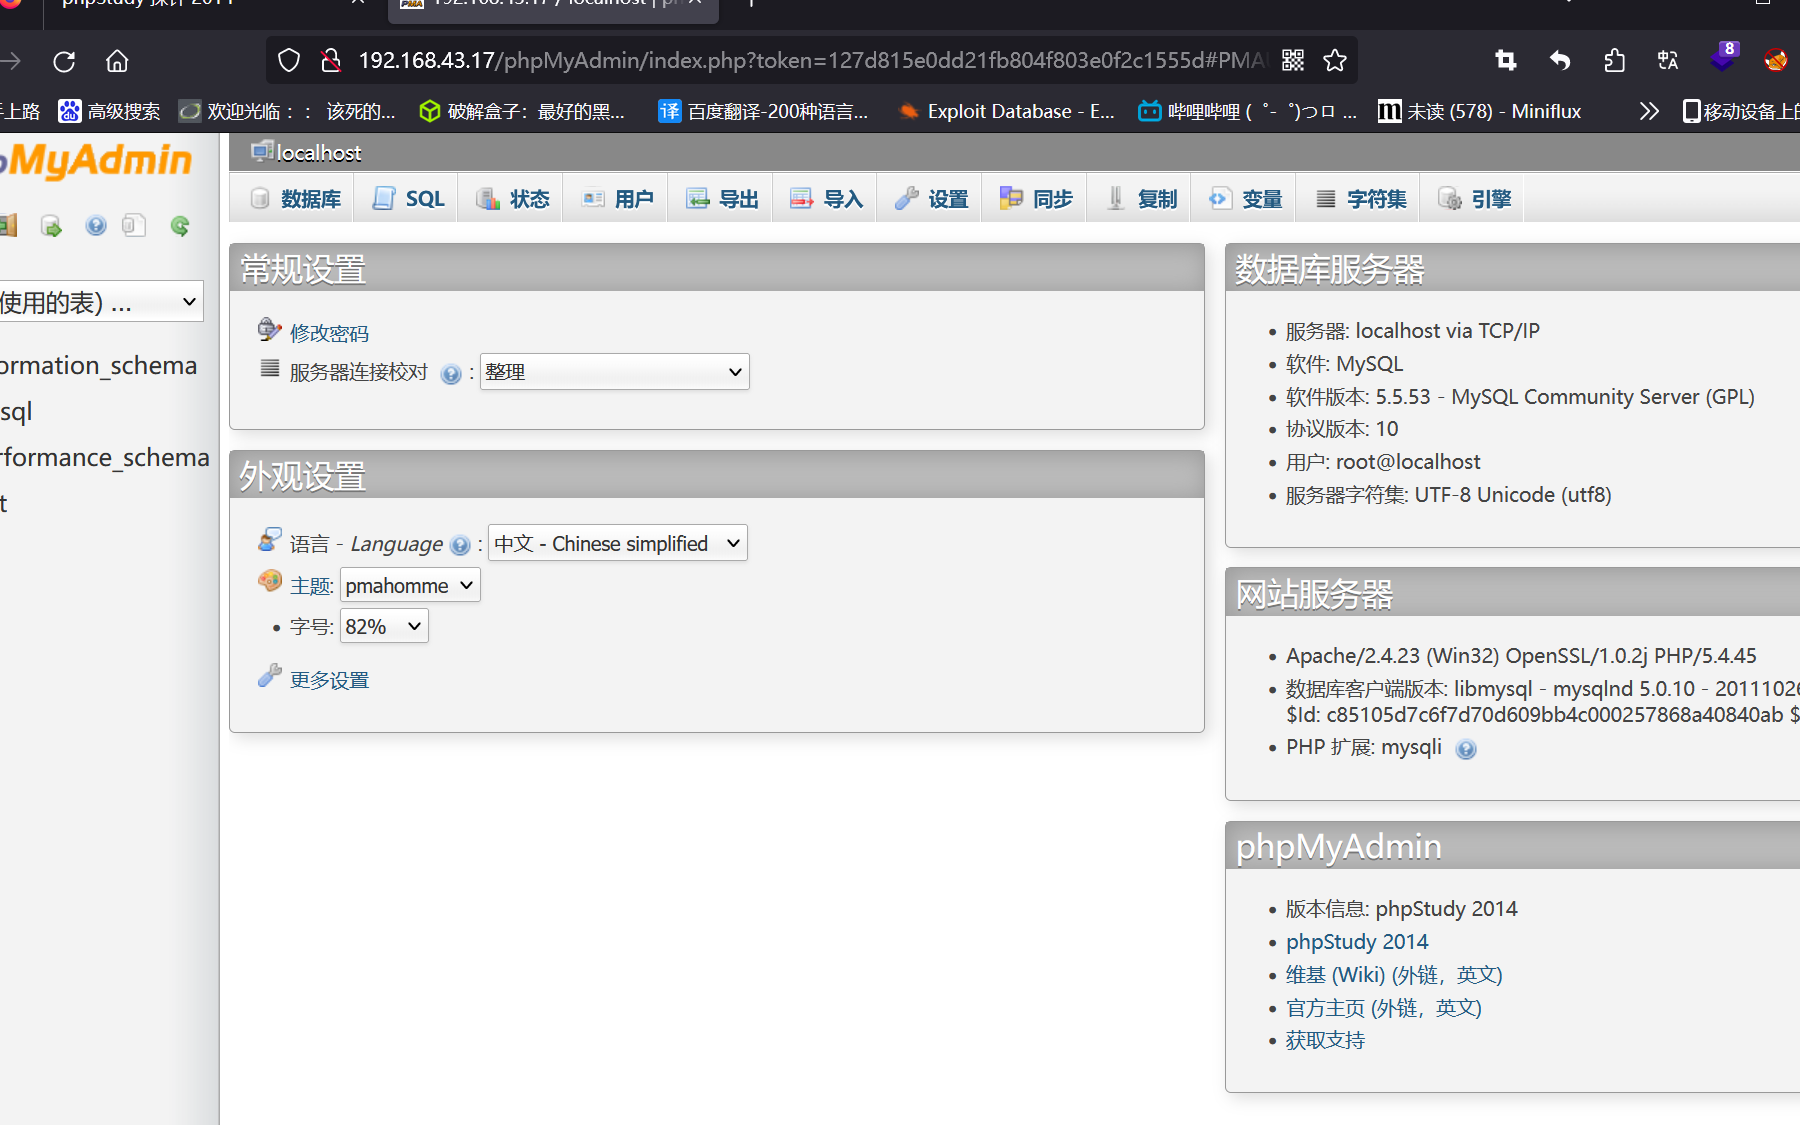 192.168.43.17/phpMyAdmin/index.php?token=127d815e0dd21fb804f803e0f2c1555d#PMA
上路 高级搜索 欢迎光临：： 该死的... 破解盒子：最好的黑... 百度翻译-200种语言... Exploit Database - E... 哔哩哔哩 ( ゜- ゜)つロ ... 未读 (578) - Miniflux 移动设备上的
8
MyAdmin
localhost
数据库 SQL 状态 用户 导出 导入 设置 同步 复制 变量 字符集 引擎
使用的表) ...
ormation_schema
sql
rformance_schema
t
常规设置
修改密码
服务器连接校对 : 整理
外观设置
语言 - Language : 中文 - Chinese simplified
主题: pmahomme
字号: 82%
更多设置
数据库服务器
服务器: localhost via TCP/IP
软件: MySQL
软件版本: 5.5.53 - MySQL Community Server (GPL)
协议版本: 10
用户: root@localhost
服务器字符集: UTF-8 Unicode (utf8)
网站服务器
Apache/2.4.23 (Win32) OpenSSL/1.0.2j PHP/5.4.45
数据库客户端版本: libmysql - mysqlnd 5.0.10 - 20111026
$Id: c85105d7c6f7d70d609bb4c000257868a40840ab $
PHP 扩展: mysqli
phpMyAdmin
版本信息: phpStudy 2014
phpStudy 2014
维基 (Wiki) (外链，英文)
官方主页 (外链，英文)
获取支持